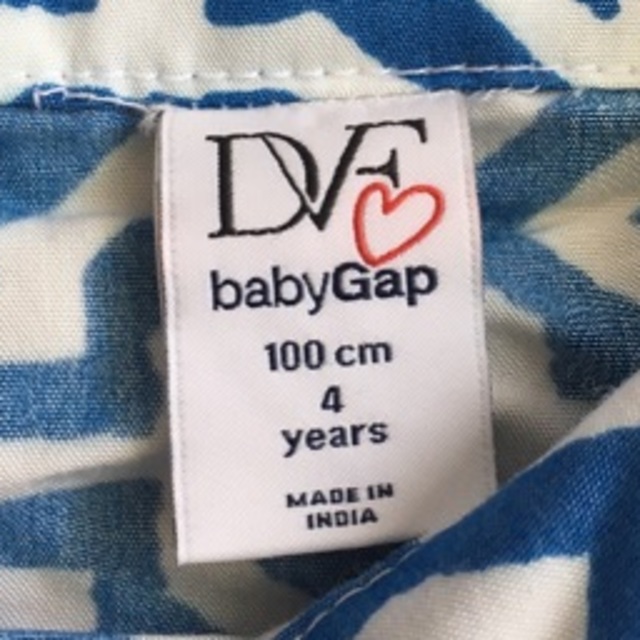 DVF
babyGap
100 cm
4
years
MADE IN
INDIA